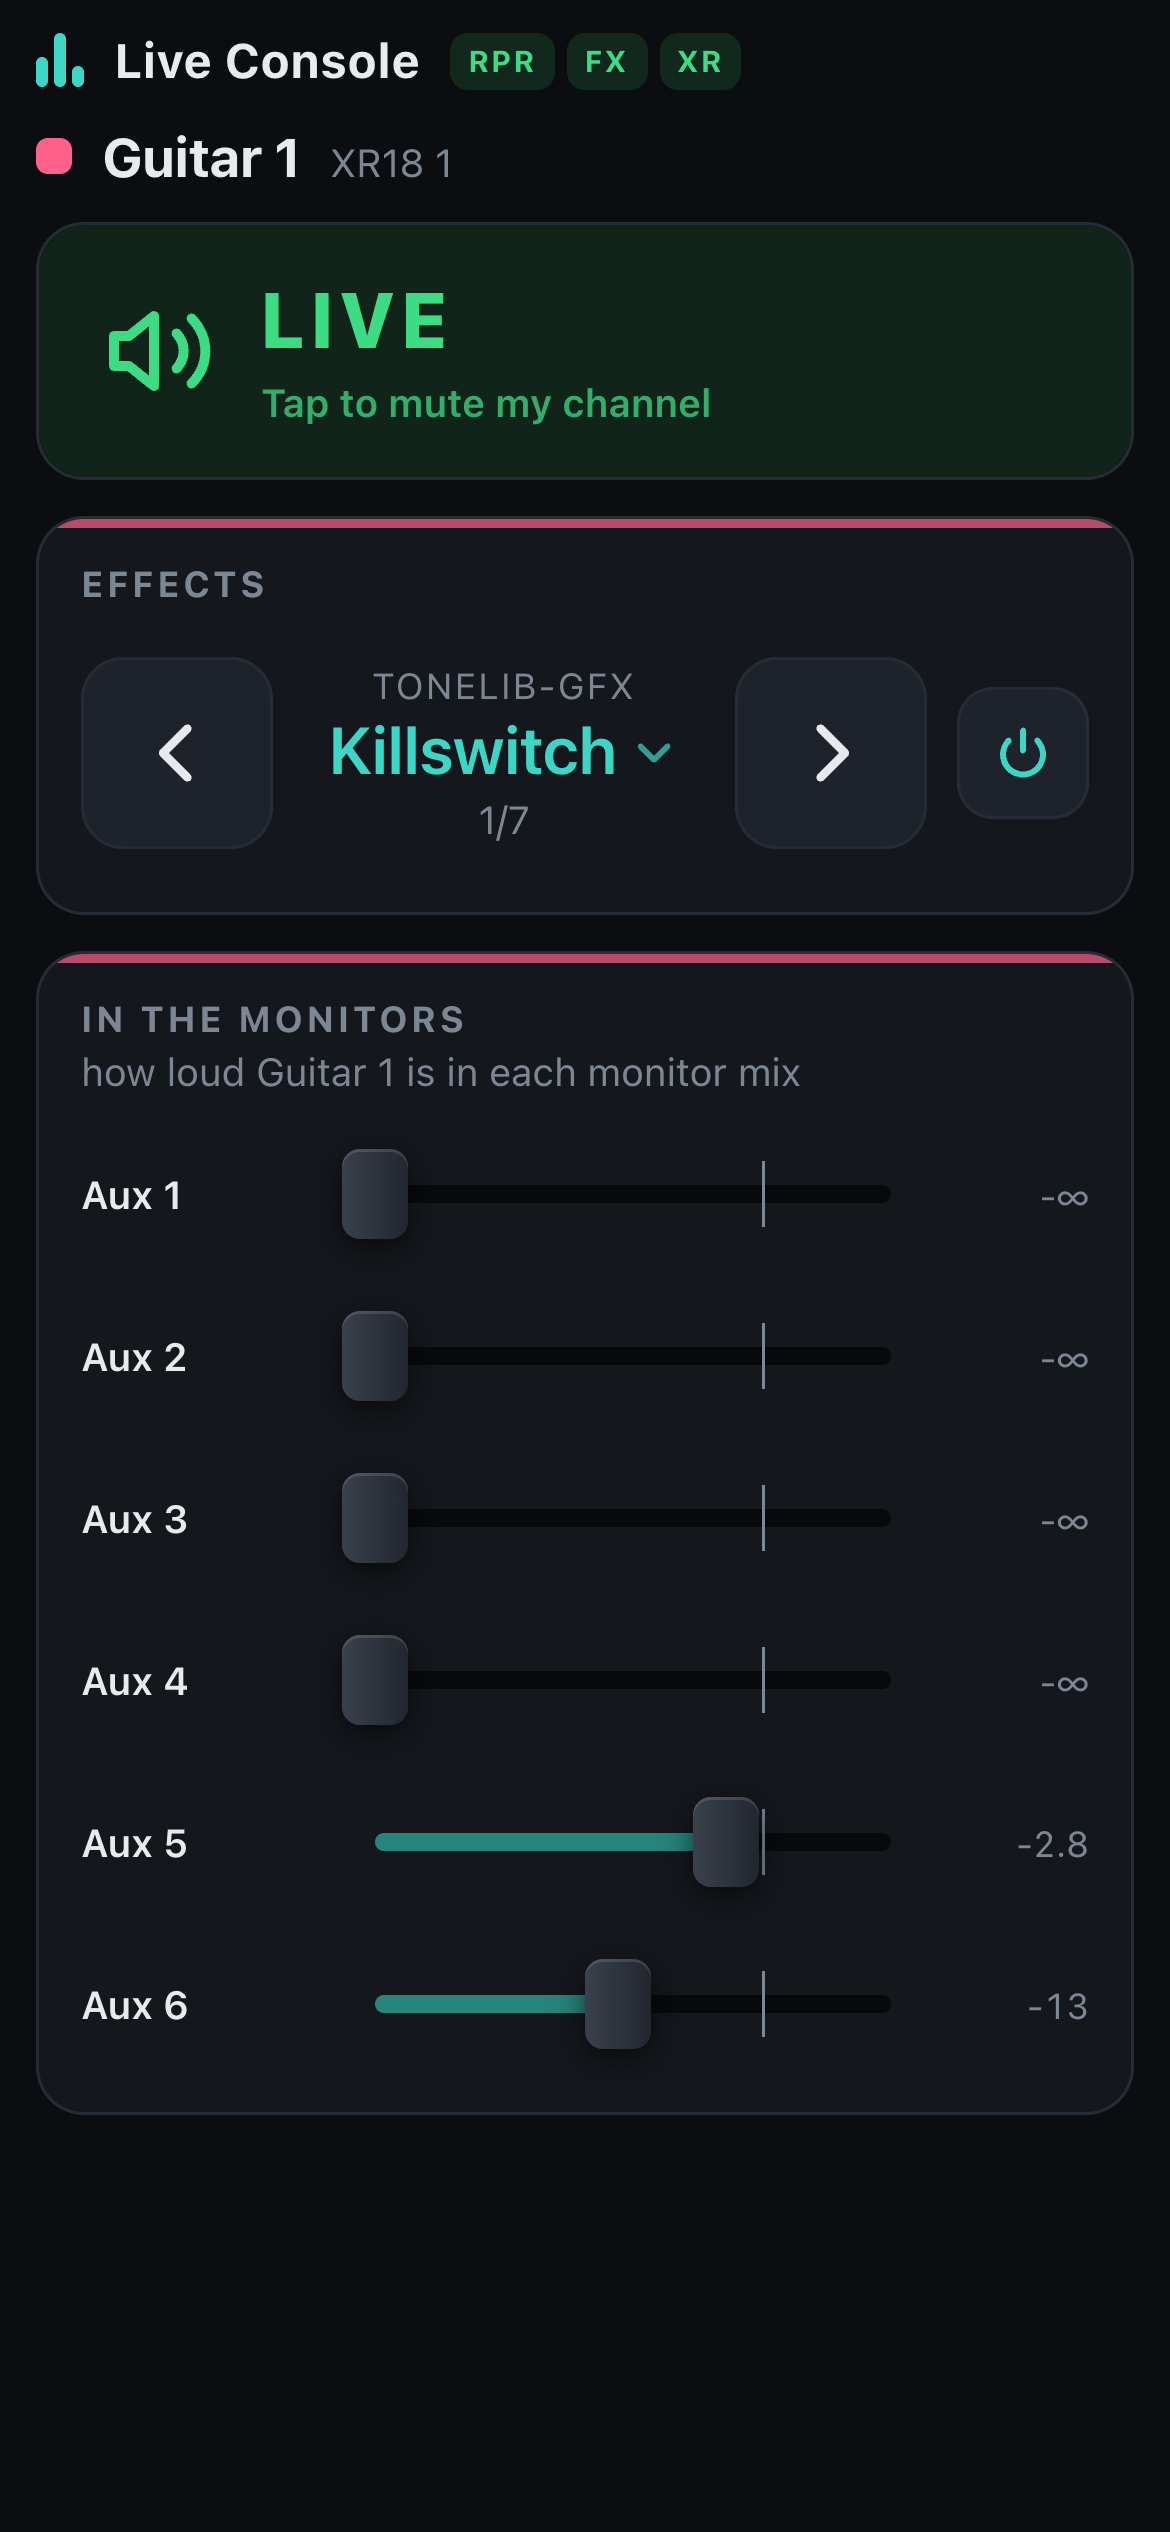 Live Console RPR FX XR
Guitar 1 XR18 1
LIVE
Tap to mute my channel
EFFECTS
TONELIB-GFX
Killswitch
1/7
IN THE MONITORS
how loud Guitar 1 is in each monitor mix
Aux 1 -∞
Aux 2 -∞
Aux 3 -∞
Aux 4 -∞
Aux 5 -2.8
Aux 6 -13